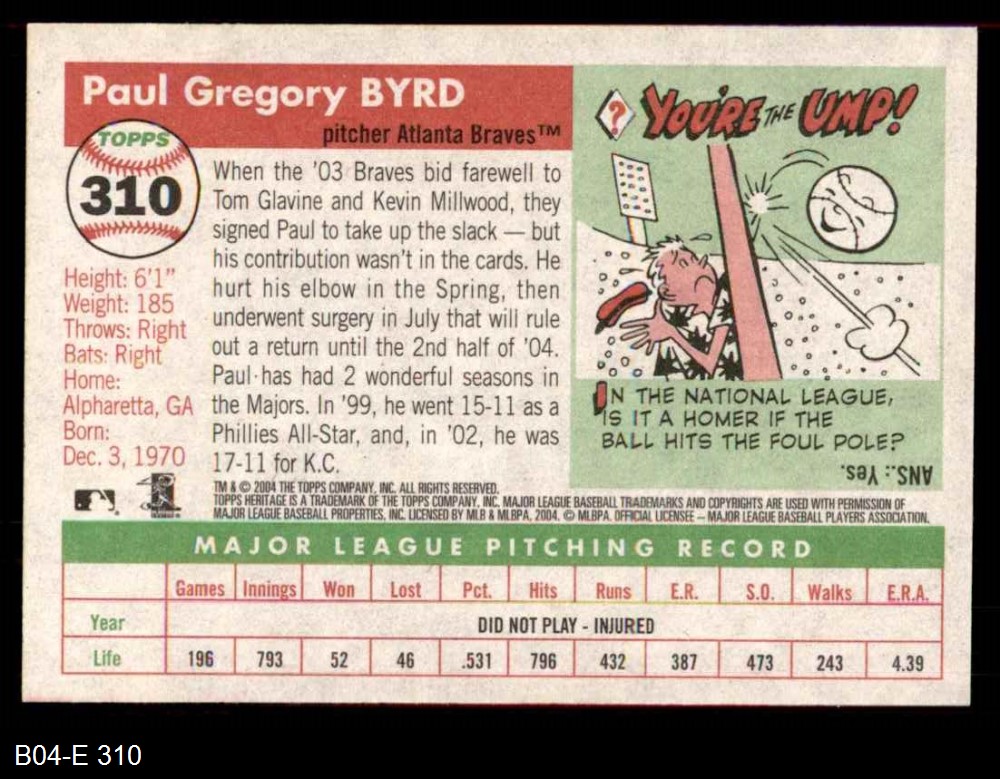 Paul Gregory BYRD
pitcher Atlanta Braves™
TOPPS
310
Height: 6'1"
Weight: 185
Throws: Right
Bats: Right
Home:
Alpharetta, GA
Born:
Dec. 3, 1970
When the '03 Braves bid farewell to
Tom Glavine and Kevin Millwood, they
signed Paul to take up the slack — but
his contribution wasn't in the cards. He
hurt his elbow in the Spring, then
underwent surgery in July that will rule
out a return until the 2nd half of '04.
Paul has had 2 wonderful seasons in
the Majors. In '99, he went 15-11 as a
Phillies All-Star, and, in '02, he was
17-11 for K.C.
? YOU'RE THE UMP!
IN THE NATIONAL LEAGUE,
IS IT A HOMER IF THE
BALL HITS THE FOUL POLE?
ANS.: Yes.
TM & © 2004 THE TOPPS COMPANY, INC. ALL RIGHTS RESERVED.
TOPPS HERITAGE IS A TRADEMARK OF THE TOPPS COMPANY, INC. MAJOR LEAGUE BASEBALL TRADEMARKS AND COPYRIGHTS ARE USED WITH PERMISSION OF
MAJOR LEAGUE BASEBALL PROPERTIES, INC. LICENSED BY MLB & MLBPA, 2004. © MLBPA. OFFICIAL LICENSEE – MAJOR LEAGUE BASEBALL PLAYERS ASSOCIATION.
MAJOR LEAGUE PITCHING RECORD
Games Innings Won Lost Pct. Hits Runs E.R. S.O. Walks E.R.A.
Year DID NOT PLAY - INJURED
Life 196 793 52 46 .531 796 432 387 473 243 4.39
B04-E 310